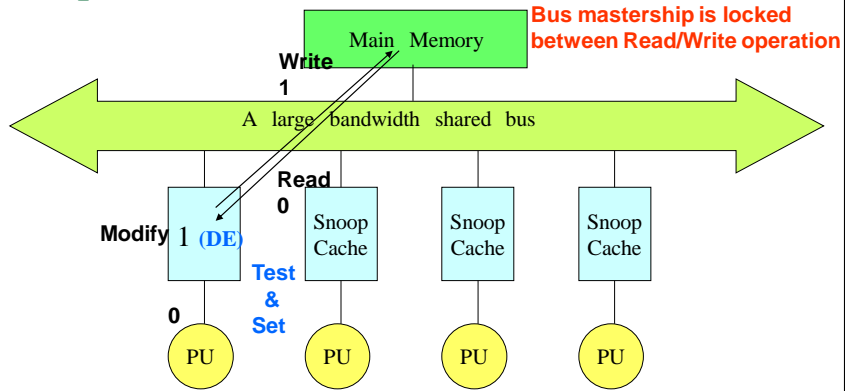 Bus mastership is locked
between Read/Write operation
Main Memory
Write
1
A large bandwidth shared bus
Read
0
Modify
1 (DE)
Snoop
Cache
Snoop
Cache
Snoop
Cache
Test
&
Set
0
PU
PU
PU
PU